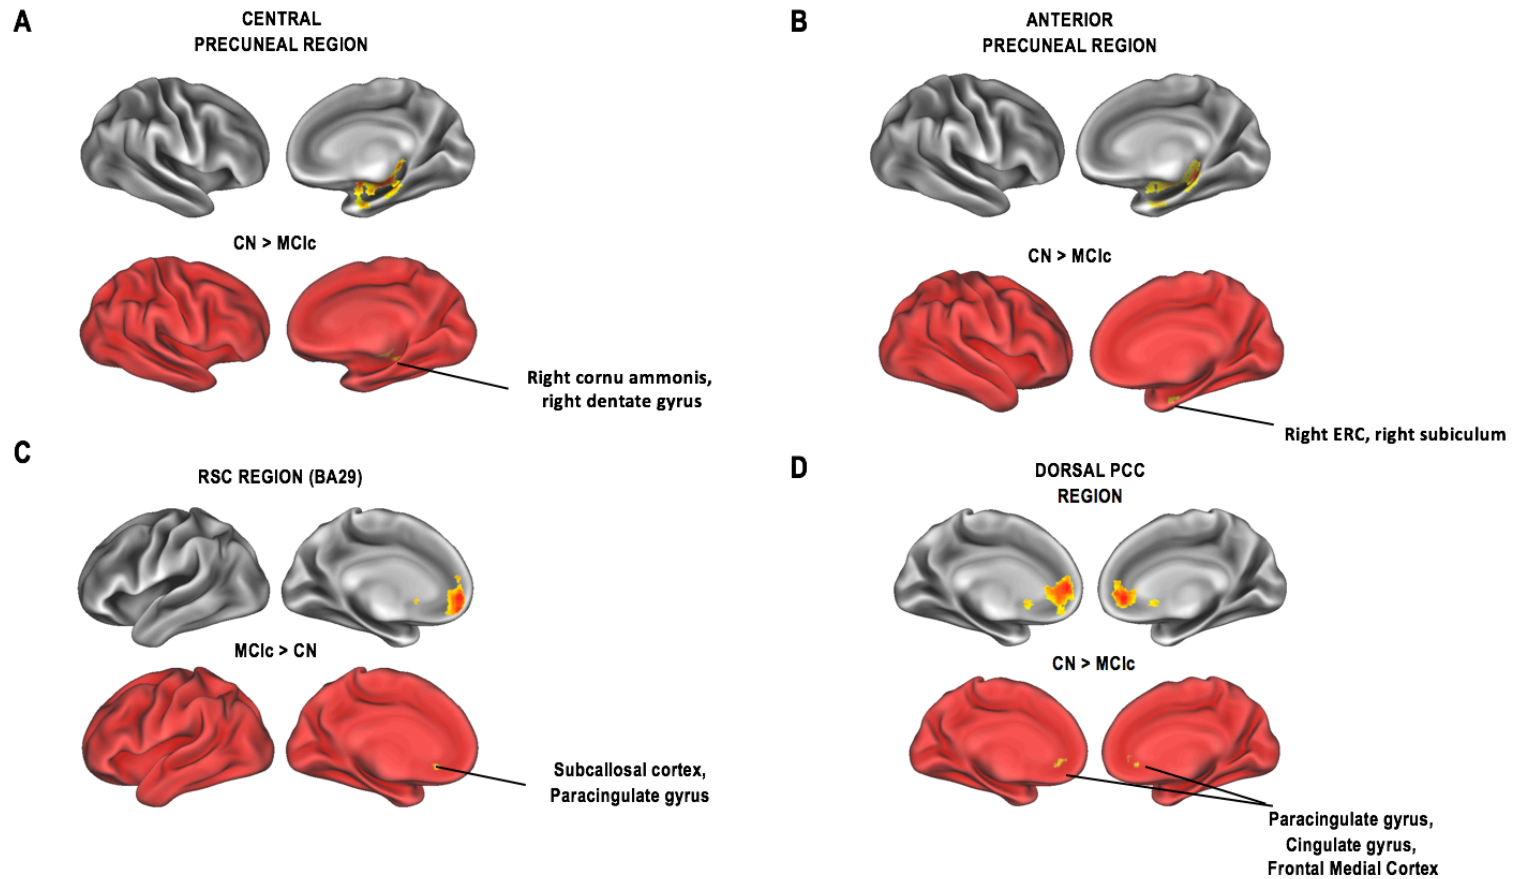 A
CENTRAL
PRECUNEAL REGION
CN > MCIc
Right cornu ammonis,
right dentate gyrus
B
ANTERIOR
PRECUNEAL REGION
CN > MCIc
Right ERC, right subiculum
C
RSC REGION (BA29)
MCIc > CN
Subcallosal cortex,
Paracingulate gyrus
D
DORSAL PCC
REGION
CN > MCIc
Paracingulate gyrus,
Cingulate gyrus,
Frontal Medial Cortex